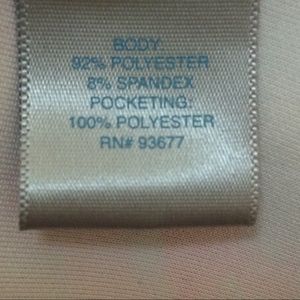 BODY:
92% POLYESTER
8% SPANDEX
POCKETING:
100% POLYESTER
RN# 93677